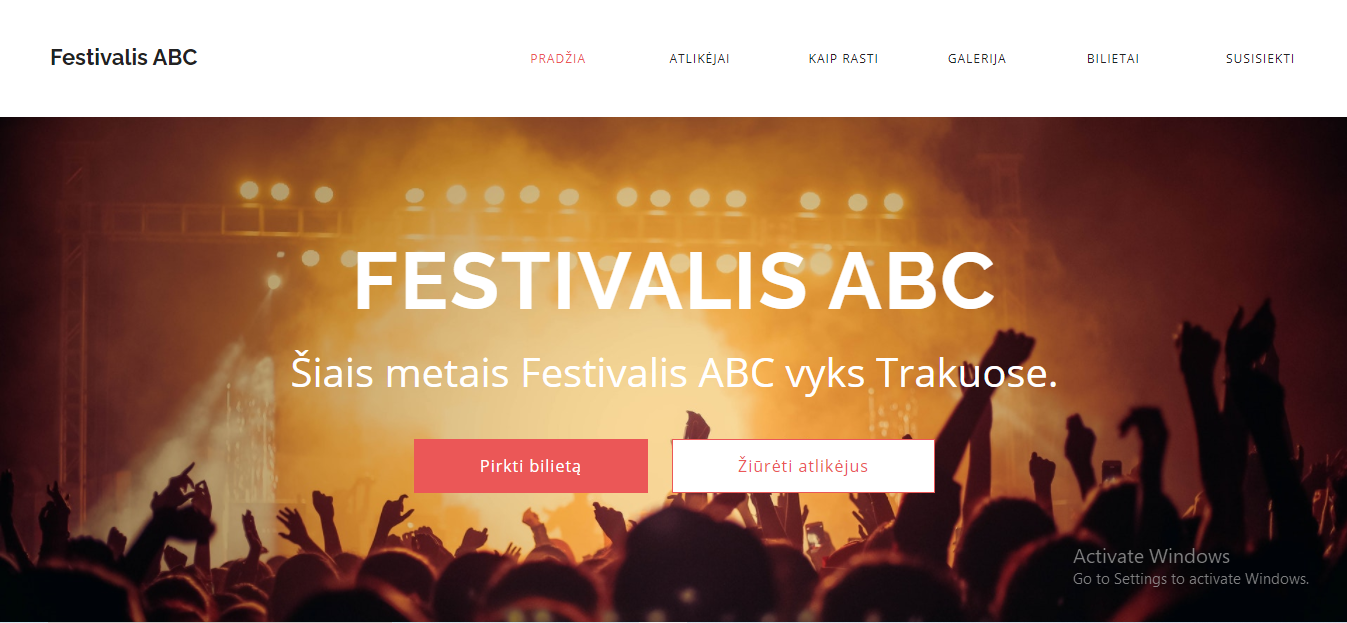 Festivalis ABC
PRADŽIA ATLIKĖJAI KAIP RASTI GALERIJA BILIETAI SUSISIEKTI
FESTIVALIS ABC
Šiais metais Festivalis ABC vyks Trakuose.
Pirkti bilietą Žiūrėti atlikėjus
Activate Windows
Go to Settings to activate Windows.